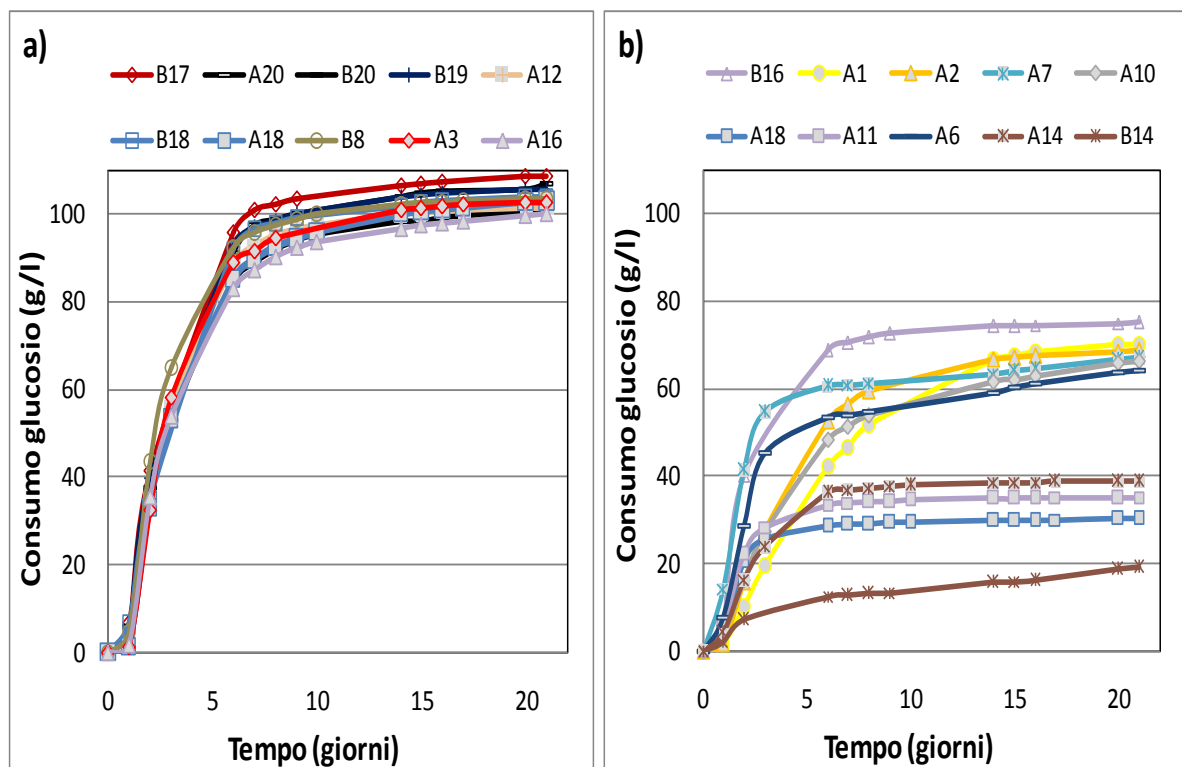 a)
B17 A20 B20 B19 A12
B18 A18 B8 A3 A16
100
80
60
40
20
0
0 5 10 15 20
Consumo glucosio (g/l)
Tempo (giorni)
b)
B16 A1 A2 A7 A10
A18 A11 A6 A14 B14
100
80
60
40
20
0
0 5 10 15 20
Consumo glucosio (g/l)
Tempo (giorni)